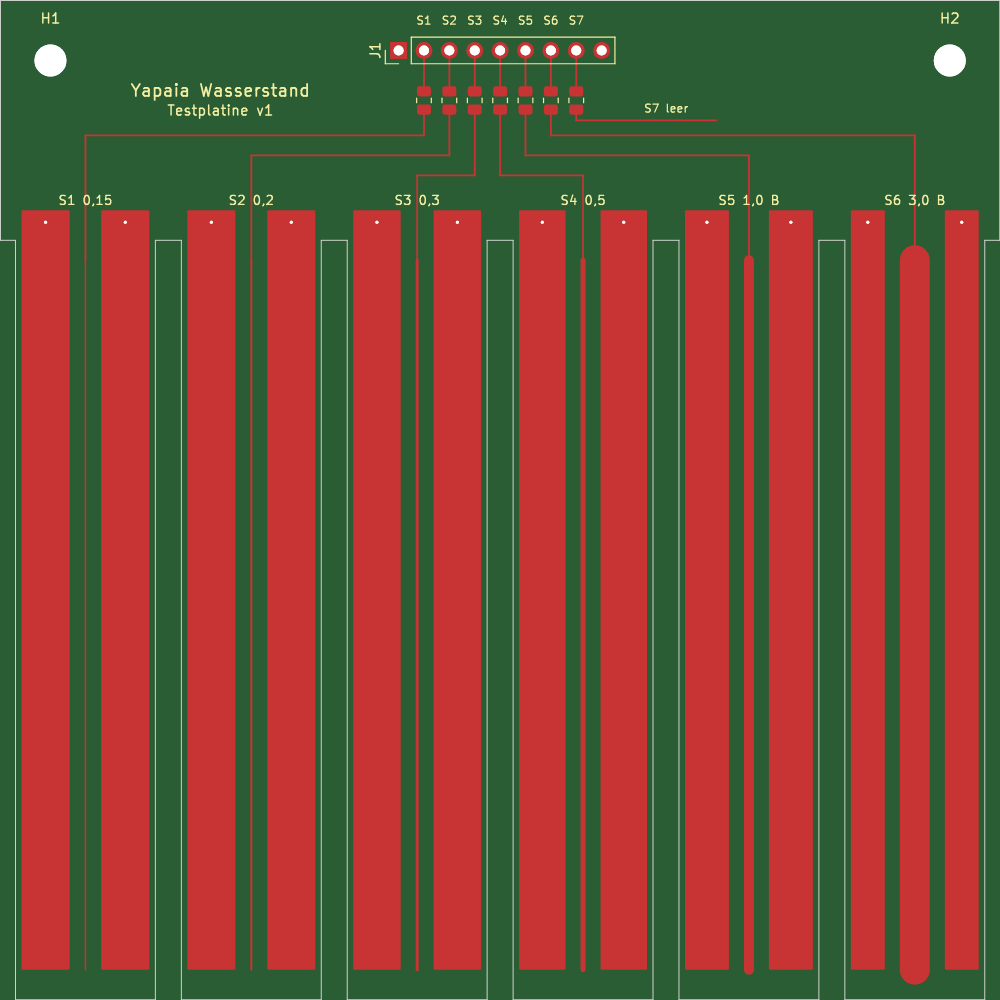 H1
S1 S2 S3 S4 S5 S6 S7
H2
J1
Yapaia Wasserstand
Testplatine v1
S7 leer
S1 0,15
S2 0,2
S3 0,3
S4 0,5
S5 1,0 B
S6 3,0 B